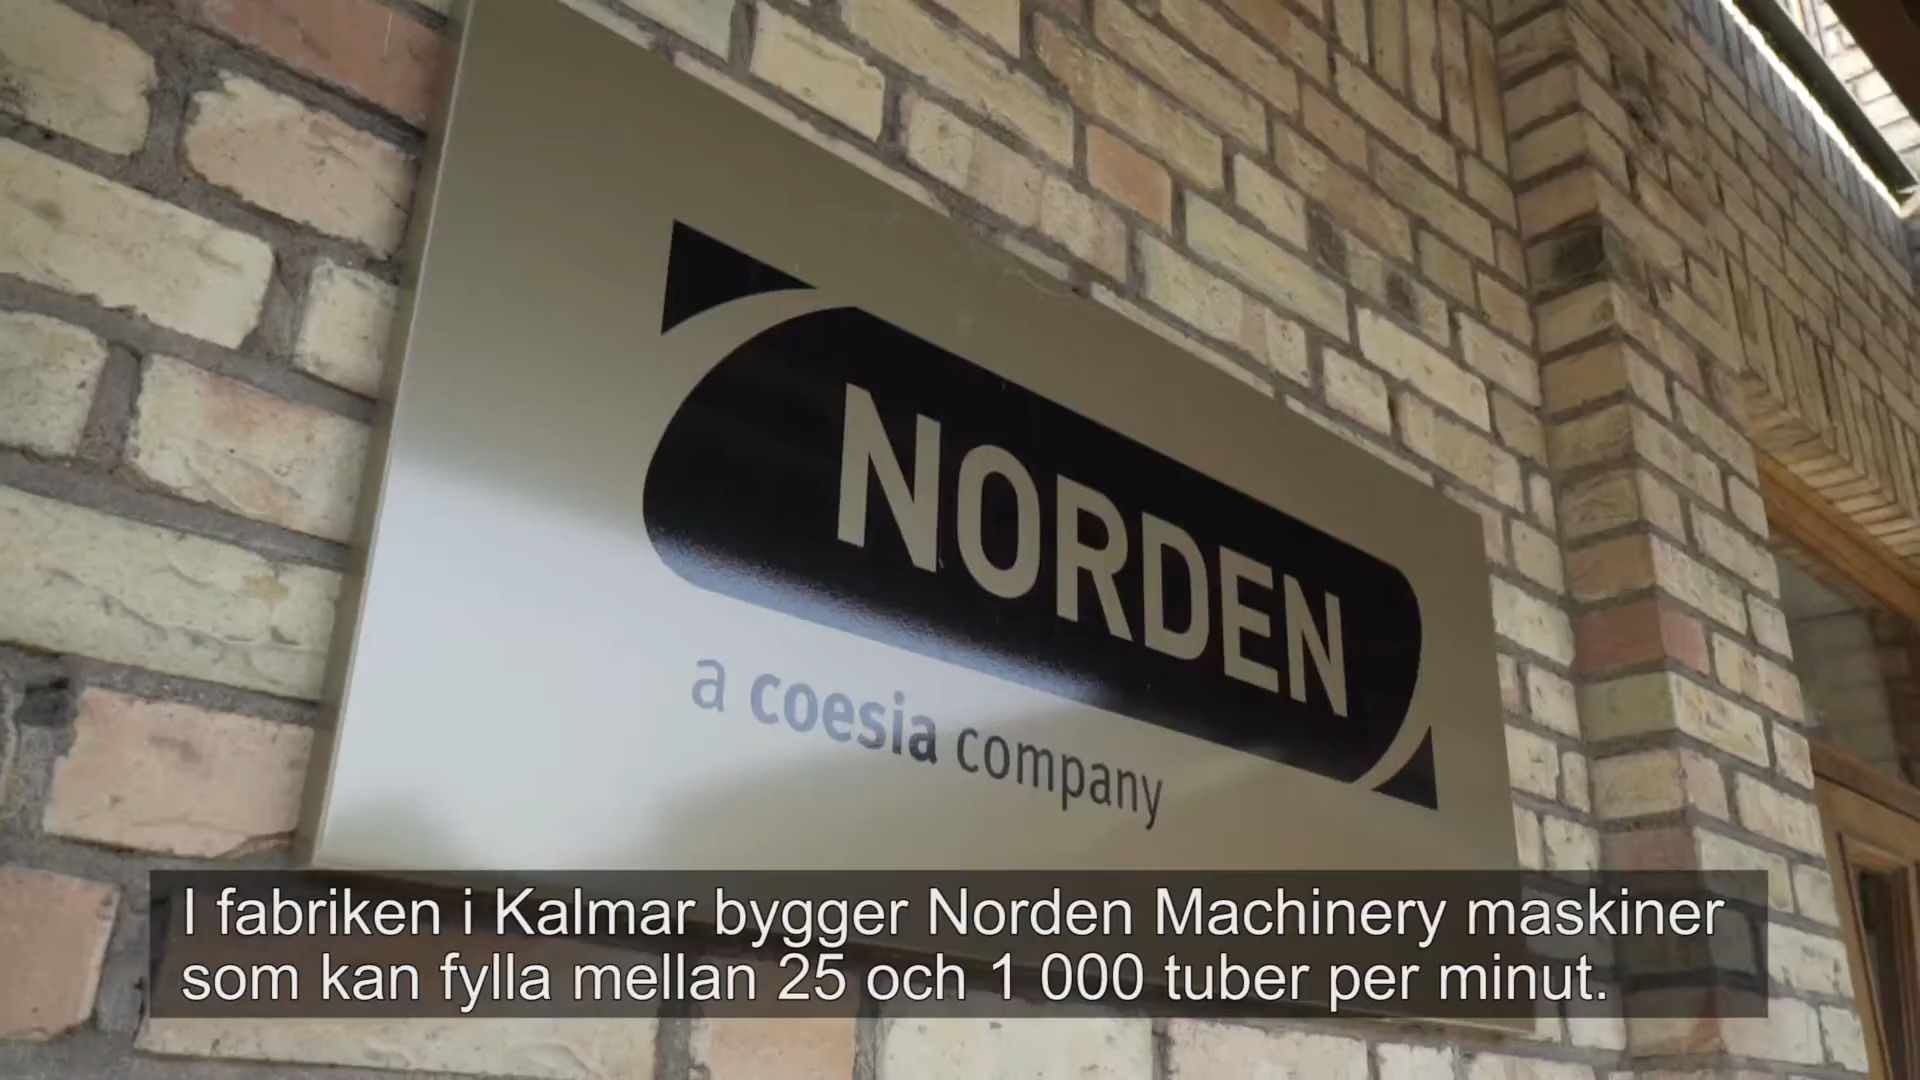 NORDEN
a coesia company
I fabriken i Kalmar bygger Norden Machinery maskiner
som kan fylla mellan 25 och 1 000 tuber per minut.